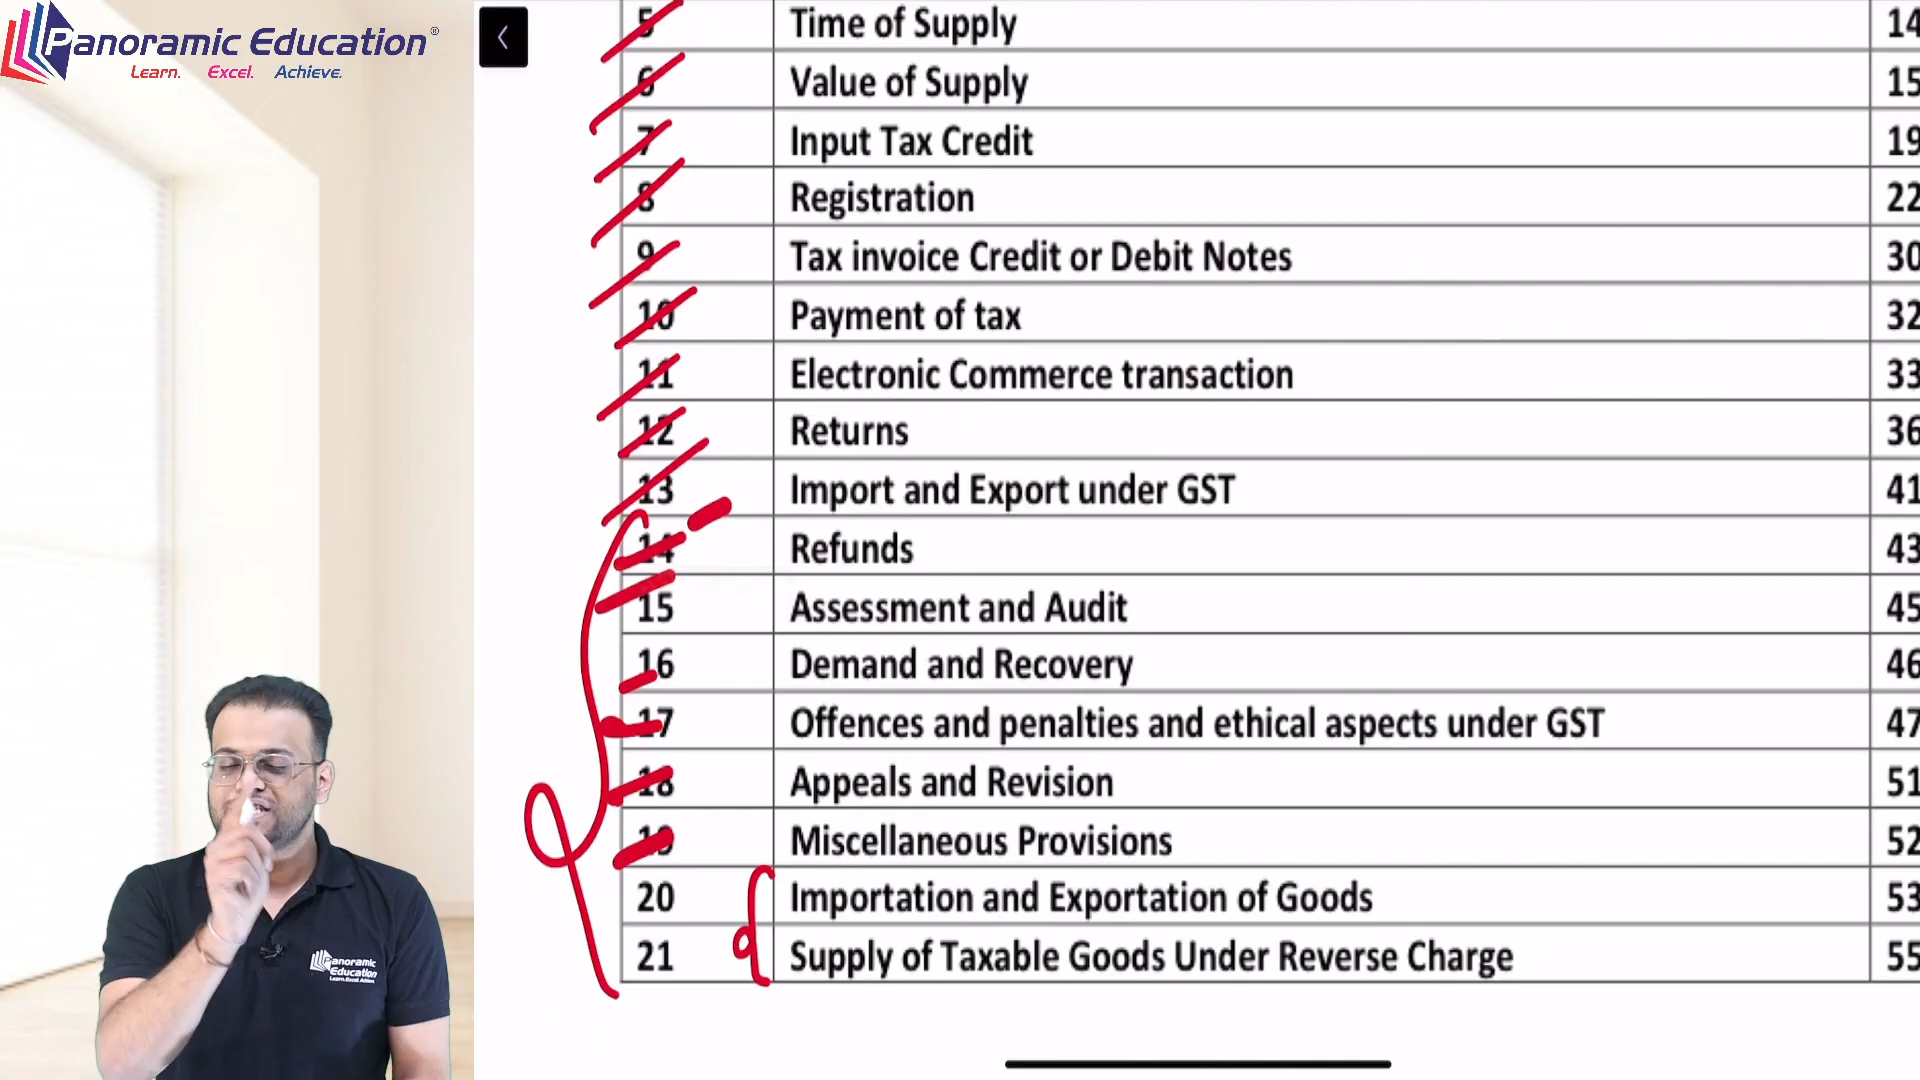 Panoramic Education®
Learn. Excel. Achieve.
5 Time of Supply 14
6 Value of Supply 15
7 Input Tax Credit 19
8 Registration 22
9 Tax invoice Credit or Debit Notes 30
10 Payment of tax 32
11 Electronic Commerce transaction 33
12 Returns 36
13 Import and Export under GST 41
14 Refunds 43
15 Assessment and Audit 45
16 Demand and Recovery 46
17 Offences and penalties and ethical aspects under GST 47
18 Appeals and Revision 51
19 Miscellaneous Provisions 52
20 Importation and Exportation of Goods 53
21 Supply of Taxable Goods Under Reverse Charge 55
Panoramic
Education
Learn. Excel. Achieve.